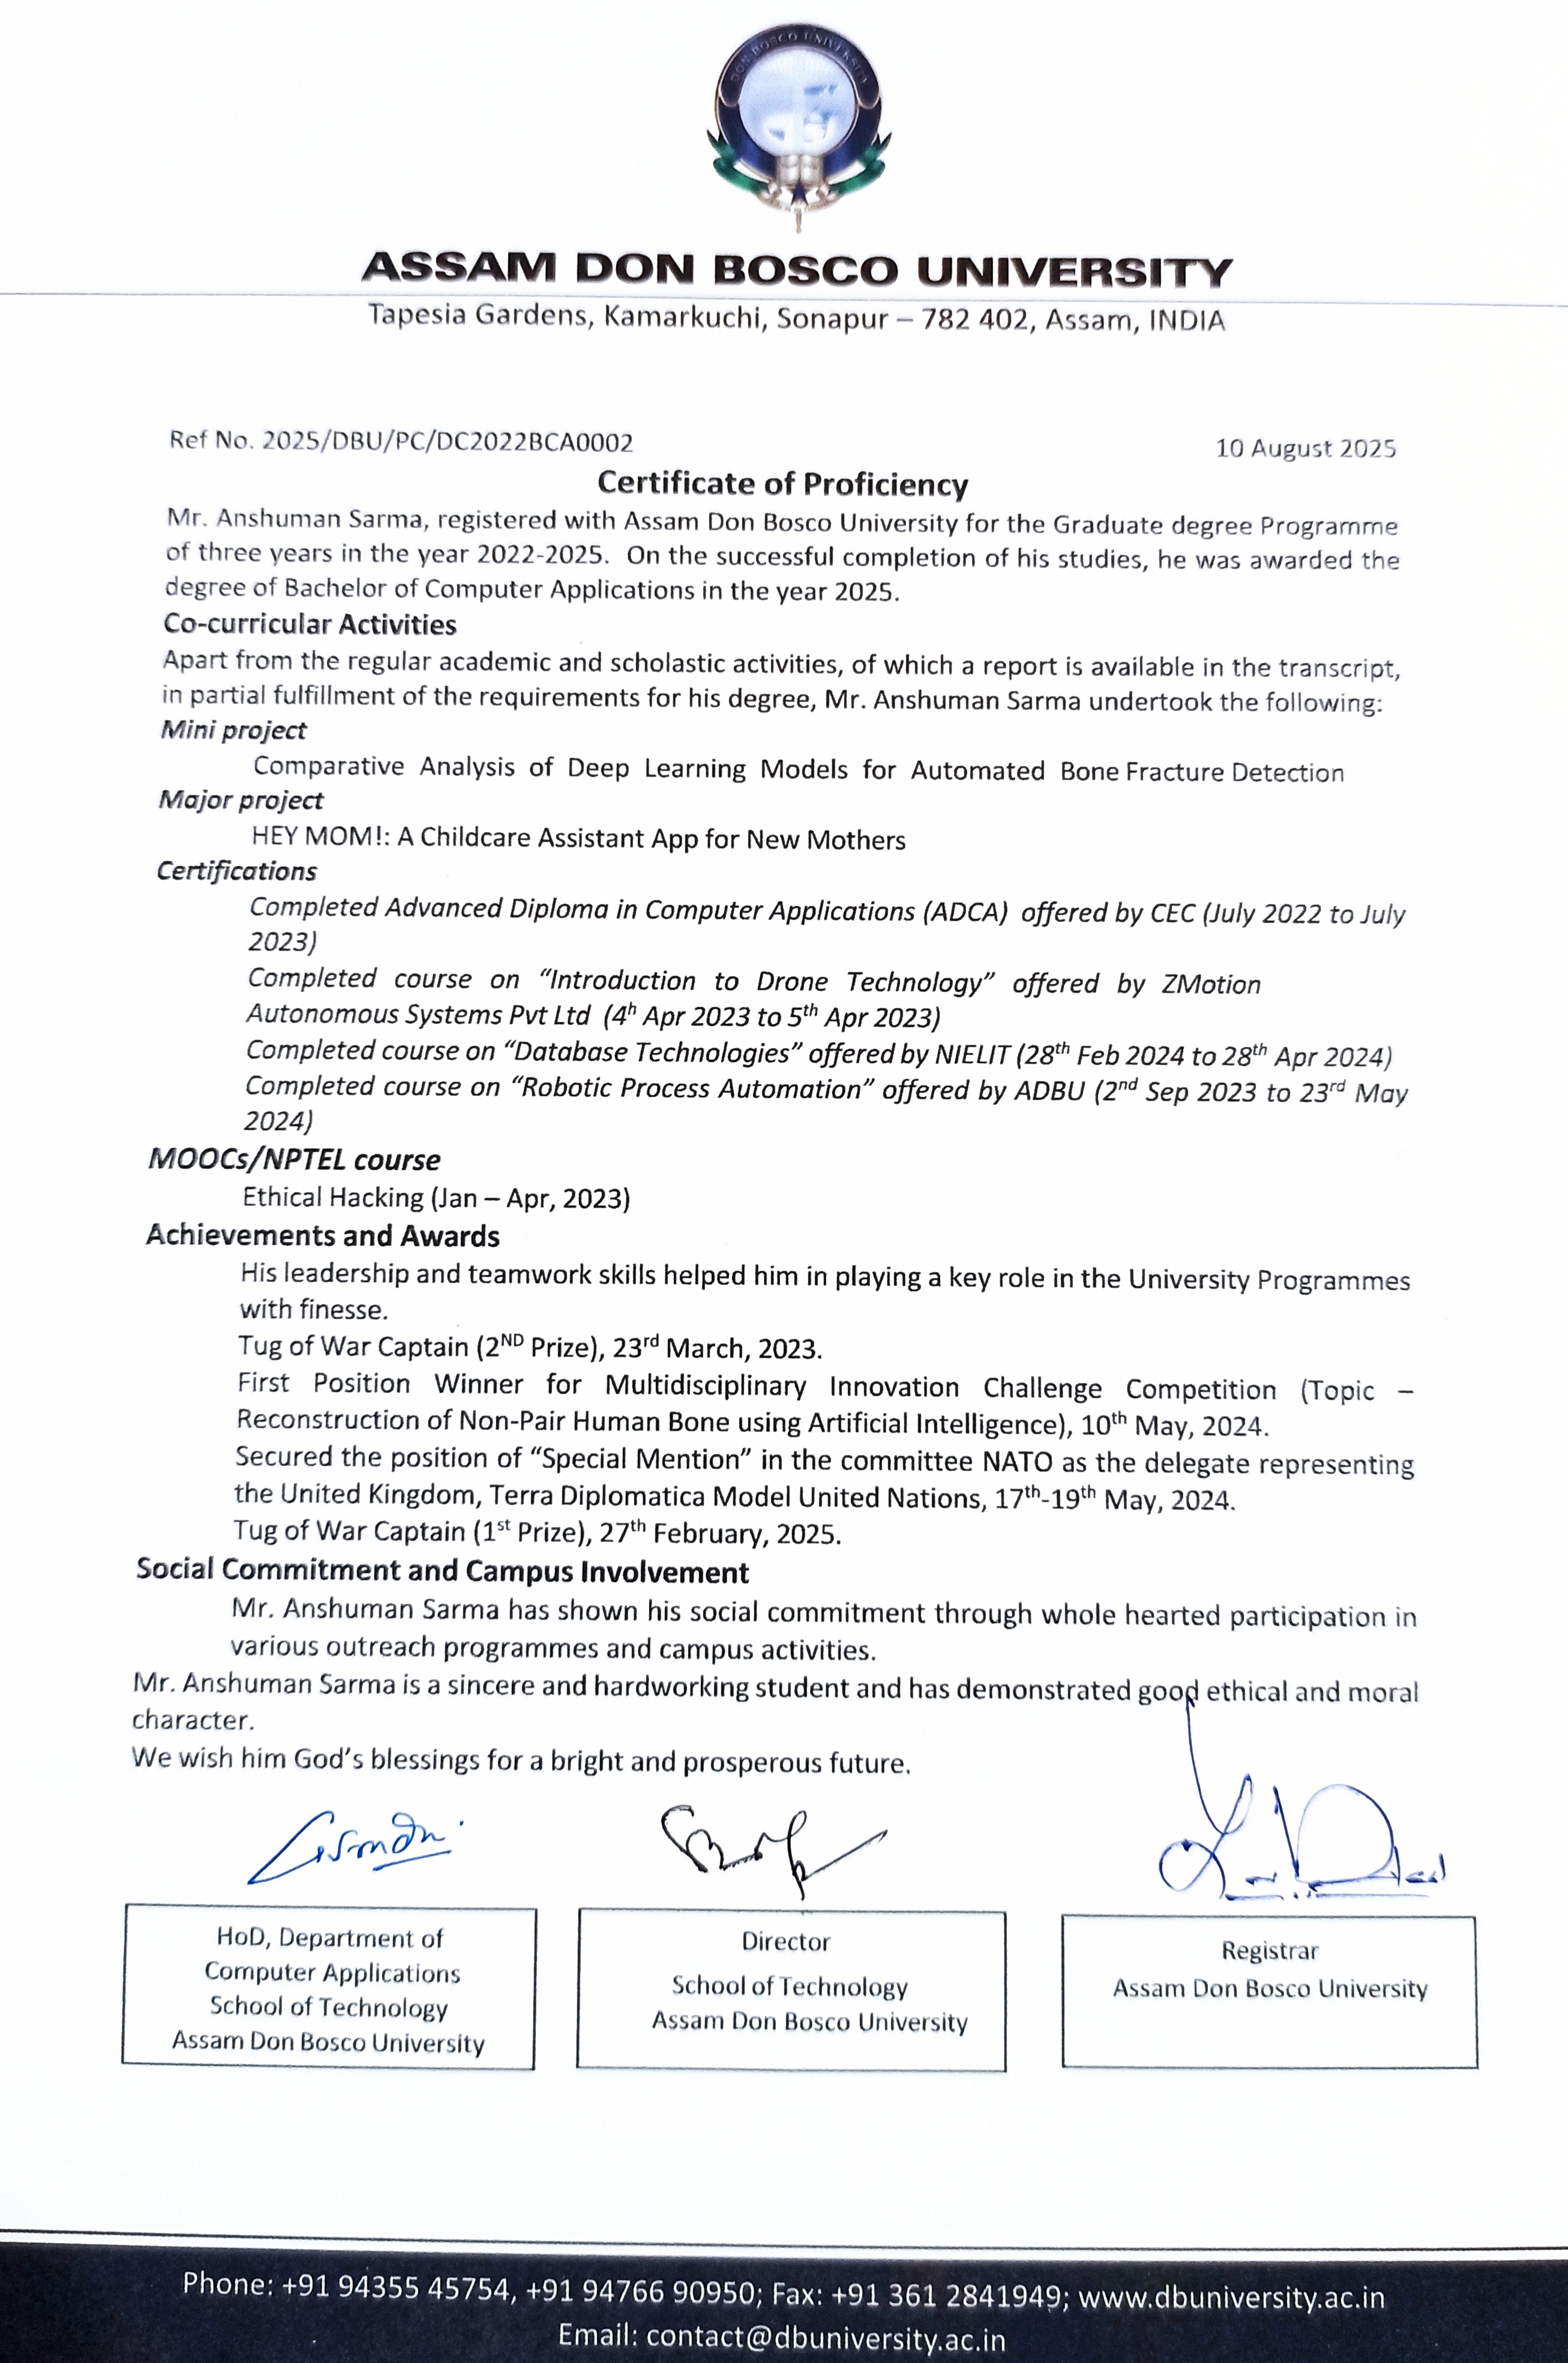 DON BOSCO UNIVERSITY
ASSAM DON BOSCO UNIVERSITY
Tapesia Gardens, Kamarkuchi, Sonapur – 782 402, Assam, INDIA
Ref No. 2025/DBU/PC/DC2022BCA0002
10 August 2025
Certificate of Proficiency
Mr. Anshuman Sarma, registered with Assam Don Bosco University for the Graduate degree Programme
of three years in the year 2022-2025. On the successful completion of his studies, he was awarded the
degree of Bachelor of Computer Applications in the year 2025.
Co-curricular Activities
Apart from the regular academic and scholastic activities, of which a report is available in the transcript,
in partial fulfillment of the requirements for his degree, Mr. Anshuman Sarma undertook the following:
Mini project
Comparative Analysis of Deep Learning Models for Automated Bone Fracture Detection
Major project
HEY MOM!: A Childcare Assistant App for New Mothers
Certifications
Completed Advanced Diploma in Computer Applications (ADCA) offered by CEC (July 2022 to July
2023)
Completed course on “Introduction to Drone Technology” offered by ZMotion
Autonomous Systems Pvt Ltd (4h Apr 2023 to 5th Apr 2023)
Completed course on “Database Technologies” offered by NIELIT (28th Feb 2024 to 28th Apr 2024)
Completed course on “Robotic Process Automation” offered by ADBU (2nd Sep 2023 to 23rd May
2024)
MOOCs/NPTEL course
Ethical Hacking (Jan – Apr, 2023)
Achievements and Awards
His leadership and teamwork skills helped him in playing a key role in the University Programmes
with finesse.
Tug of War Captain (2ND Prize), 23rd March, 2023.
First Position Winner for Multidisciplinary Innovation Challenge Competition (Topic –
Reconstruction of Non-Pair Human Bone using Artificial Intelligence), 10th May, 2024.
Secured the position of “Special Mention” in the committee NATO as the delegate representing
the United Kingdom, Terra Diplomatica Model United Nations, 17th-19th May, 2024.
Tug of War Captain (1st Prize), 27th February, 2025.
Social Commitment and Campus Involvement
Mr. Anshuman Sarma has shown his social commitment through whole hearted participation in
various outreach programmes and campus activities.
Mr. Anshuman Sarma is a sincere and hardworking student and has demonstrated good ethical and moral
character.
We wish him God’s blessings for a bright and prosperous future.
HoD, Department of
Computer Applications
School of Technology
Assam Don Bosco University
Director
School of Technology
Assam Don Bosco University
Registrar
Assam Don Bosco University
Phone: +91 94355 45754, +91 94766 90950; Fax: +91 361 2841949; www.dbuniversity.ac.in
Email: contact@dbuniversity.ac.in